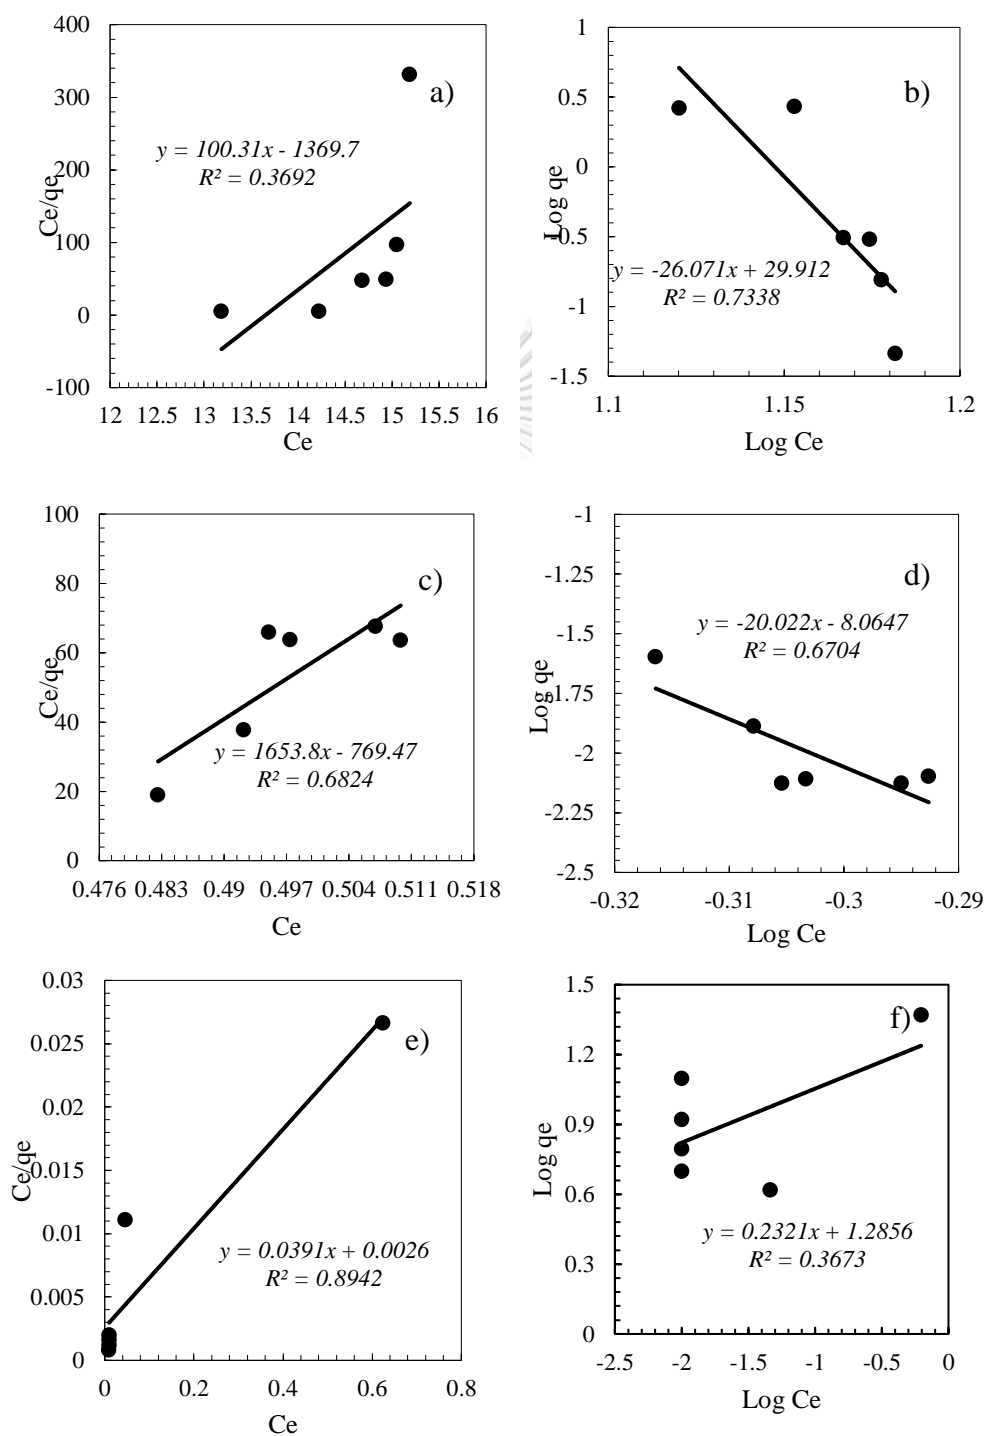 400
300
200
100
0
-100
Ce/qe
a)
y = 100.31x - 1369.7
R² = 0.3692
12 12.5 13 13.5 14 14.5 15 15.5 16
Ce
1
0.5
0
-0.5
-1
-1.5
Log qe
b)
y = -26.071x + 29.912
R² = 0.7338
1.1 1.15 1.2
Log Ce
100
80
60
40
20
0
Ce/qe
c)
y = 1653.8x - 769.47
R² = 0.6824
0.476 0.483 0.49 0.497 0.504 0.511 0.518
Ce
-1
-1.25
-1.5
-1.75
-2
-2.25
-2.5
Log qe
d)
y = -20.022x - 8.0647
R² = 0.6704
-0.32 -0.31 -0.3 -0.29
Log Ce
0.03
0.025
0.02
0.015
0.01
0.005
0
Ce/qe
e)
y = 0.0391x + 0.0026
R² = 0.8942
0 0.2 0.4 0.6 0.8
Ce
1.5
1.2
0.9
0.6
0.3
0
Log qe
f)
y = 0.2321x + 1.2856
R² = 0.3673
-2.5 -2 -1.5 -1 -0.5 0
Log Ce